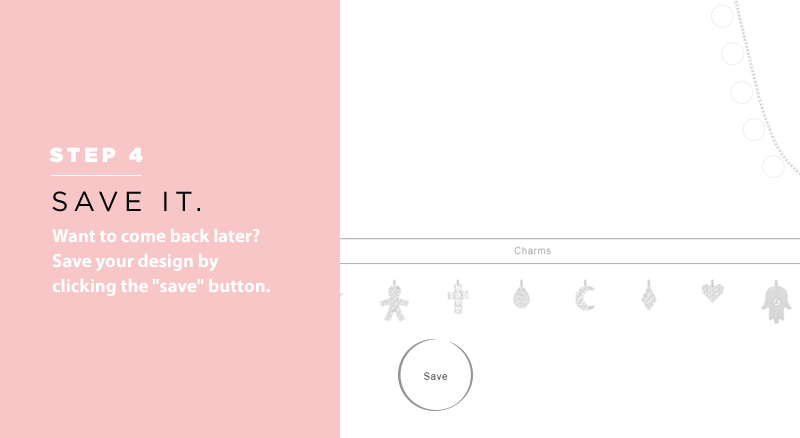 STEP 4
SAVE IT.
Want to come back later?
Save your design by
clicking the "save" button.
Charms
Save